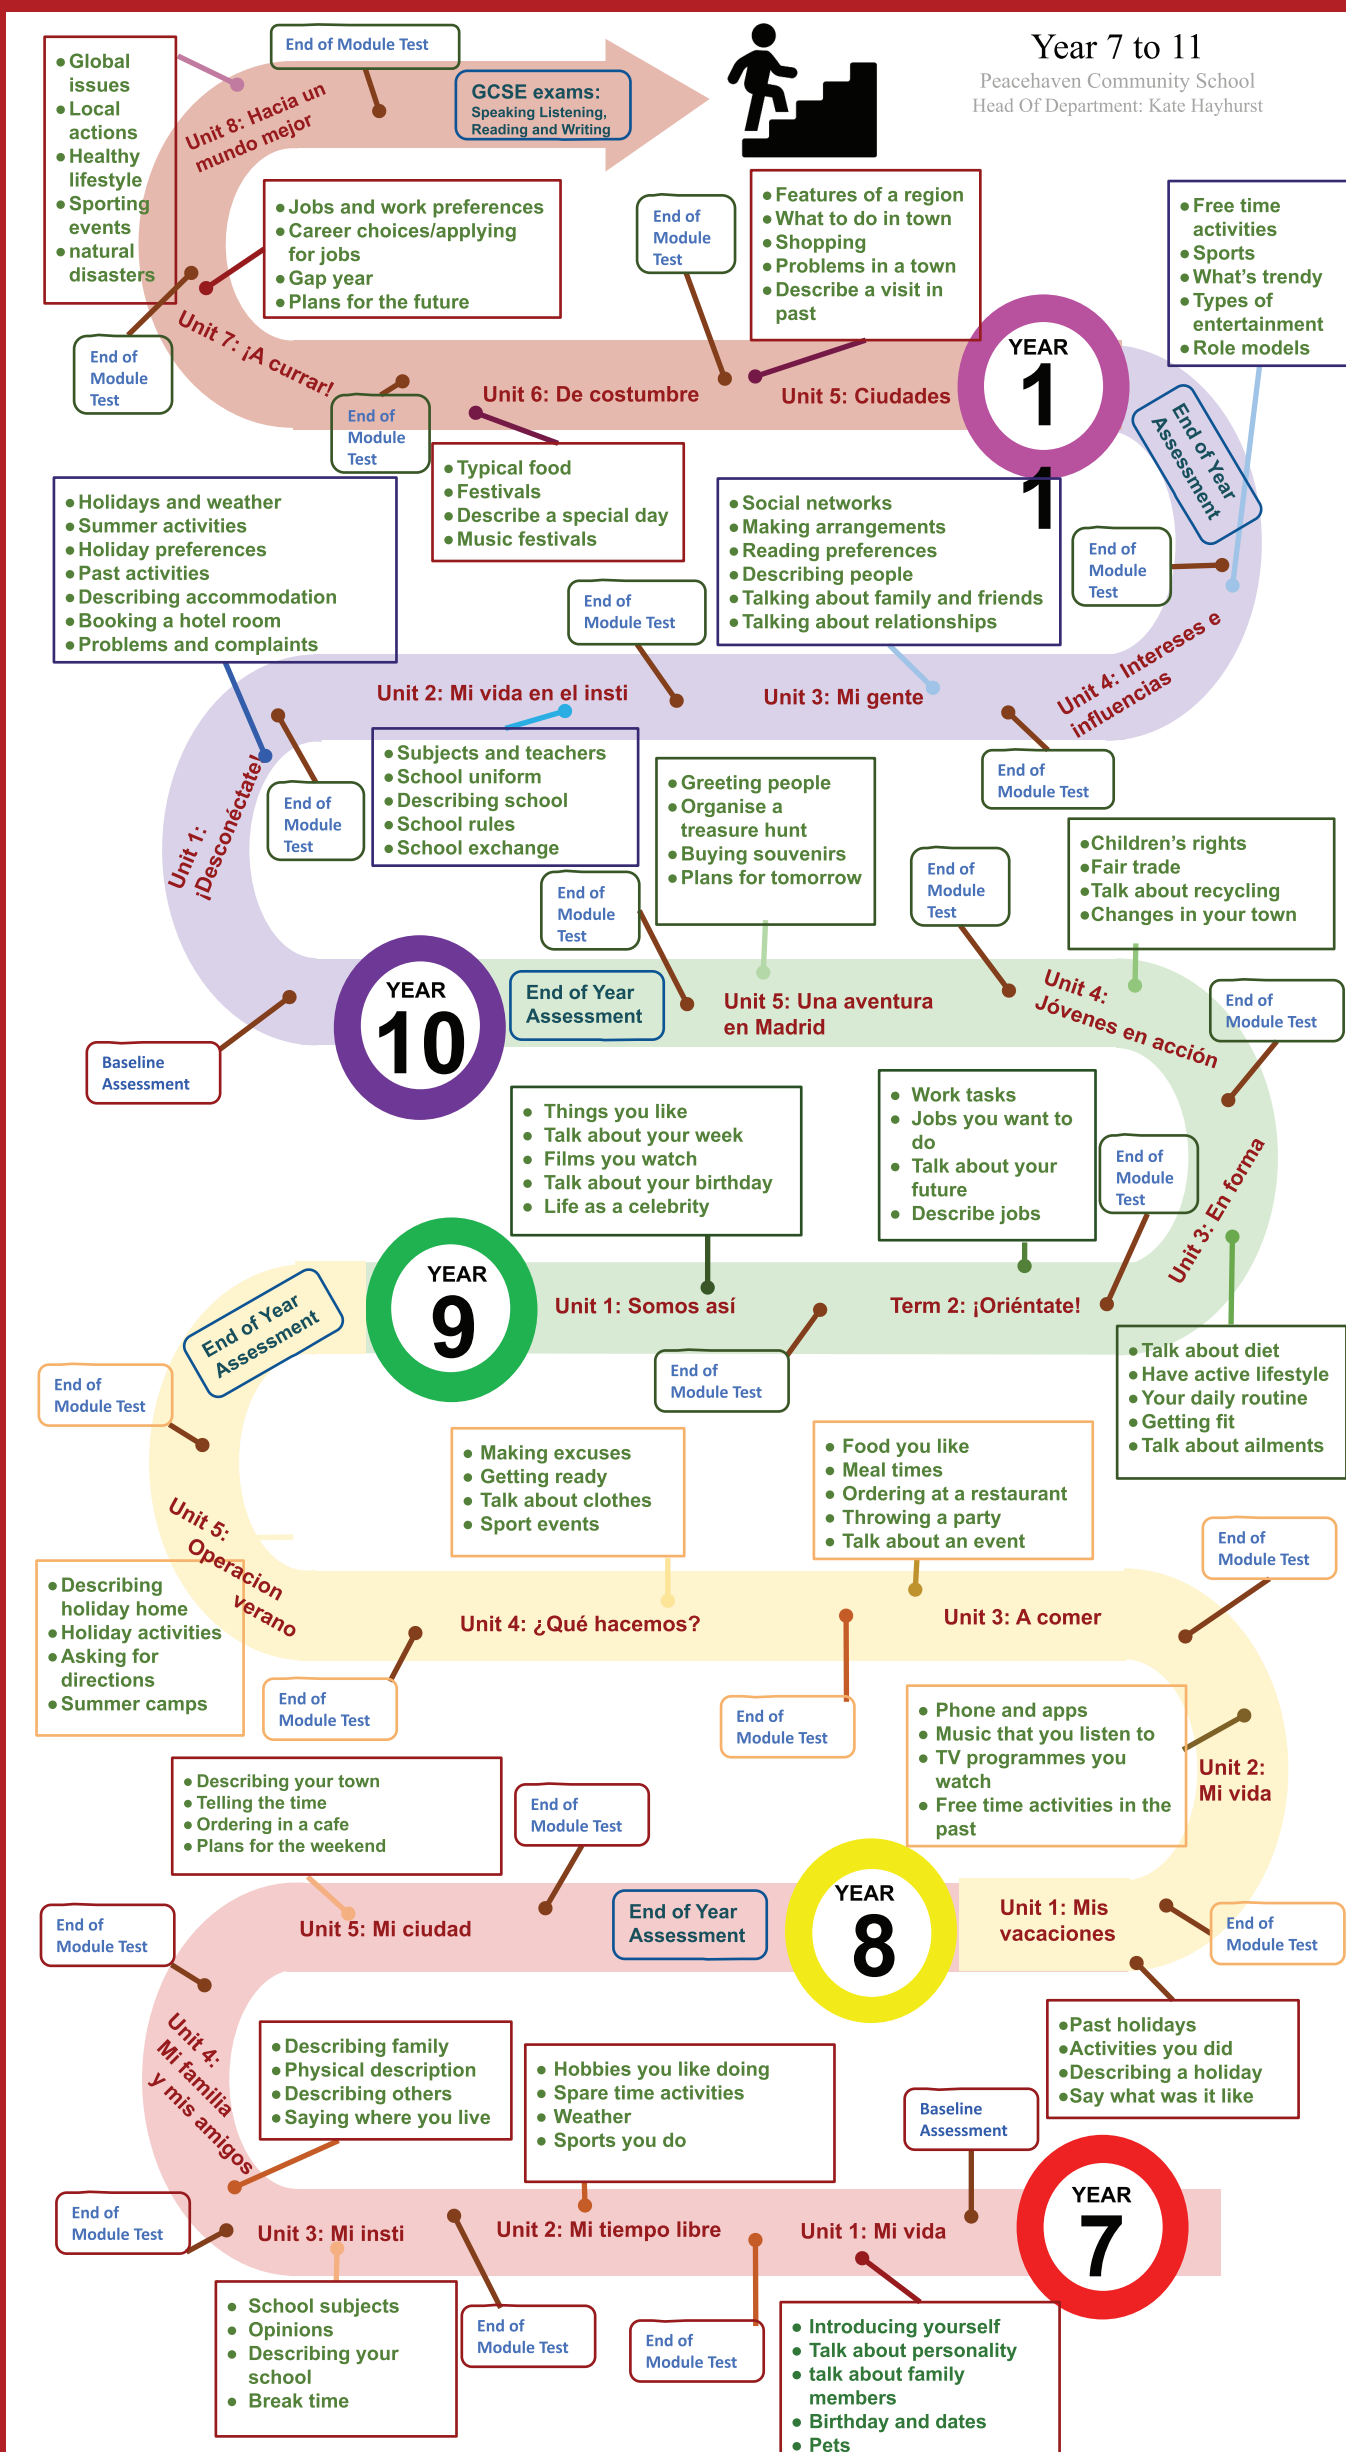 Year 7 to 11
Peacehaven Community School
Head Of Department: Kate Hayhurst
End of Module Test
GCSE exams:
Speaking Listening,
Reading and Writing
Unit 8: Hacia un
mundo mejor
● Global
issues
● Local
actions
● Healthy
lifestyle
● Sporting
events
● natural
disasters
● Jobs and work preferences
● Career choices/applying
for jobs
● Gap year
● Plans for the future
End of
Module
Test
● Features of a region
● What to do in town
● Shopping
● Problems in a town
● Describe a visit in
past
● Free time
activities
● Sports
● What's trendy
● Types of
entertainment
● Role models
End of
Module
Test
Unit 7: ¡A currar!
End of
Module
Test
Unit 6: De costumbre
Unit 5: Ciudades
YEAR
1
1
End of Year
Assessment
● Typical food
● Festivals
● Describe a special day
● Music festivals
● Holidays and weather
● Summer activities
● Holiday preferences
● Past activities
● Describing accommodation
● Booking a hotel room
● Problems and complaints
● Social networks
● Making arrangements
● Reading preferences
● Describing people
● Talking about family and friends
● Talking about relationships
End of
Module
Test
End of
Module Test
Unit 4: Intereses e
influencias
Unit 2: Mi vida en el insti
Unit 3: Mi gente
End of
Module Test
Unit 1:
¡Desconéctate!
End of
Module
Test
● Subjects and teachers
● School uniform
● Describing school
● School rules
● School exchange
● Greeting people
● Organise a
treasure hunt
● Buying souvenirs
● Plans for tomorrow
End of
Module
Test
End of
Module
Test
● Children's rights
● Fair trade
● Talk about recycling
● Changes in your town
Baseline
Assessment
YEAR
10
End of Year
Assessment
Unit 5: Una aventura
en Madrid
Unit 4:
Jóvenes en acción
End of
Module Test
● Things you like
● Talk about your week
● Films you watch
● Talk about your birthday
● Life as a celebrity
● Work tasks
● Jobs you want to
do
● Talk about your
future
● Describe jobs
End of
Module
Test
Unit 3: En forma
End of Year
Assessment
YEAR
9
Unit 1: Somos así
Term 2: ¡Oriéntate!
End of
Module Test
● Talk about diet
● Have active lifestyle
● Your daily routine
● Getting fit
● Talk about ailments
End of
Module Test
● Making excuses
● Getting ready
● Talk about clothes
● Sport events
● Food you like
● Meal times
● Ordering at a restaurant
● Throwing a party
● Talk about an event
End of
Module Test
Unit 5:
Operacion
verano
● Describing
holiday home
● Holiday activities
● Asking for
directions
● Summer camps
Unit 4: ¿Qué hacemos?
Unit 3: A comer
End of
Module Test
End of
Module Test
● Phone and apps
● Music that you listen to
● TV programmes you
watch
● Free time activities in the
past
Unit 2:
Mi vida
● Describing your town
● Telling the time
● Ordering in a cafe
● Plans for the weekend
End of
Module Test
End of
Module Test
Unit 5: Mi ciudad
End of Year
Assessment
YEAR
8
Unit 1: Mis
vacaciones
End of
Module Test
Unit 4:
Mi familia
y mis amigos
● Describing family
● Physical description
● Describing others
● Saying where you live
● Hobbies you like doing
● Spare time activities
● Weather
● Sports you do
● Past holidays
● Activities you did
● Describing a holiday
● Say what was it like
Baseline
Assessment
End of
Module Test
Unit 3: Mi insti
Unit 2: Mi tiempo libre
Unit 1: Mi vida
YEAR
7
● School subjects
● Opinions
● Describing your
school
● Break time
End of
Module Test
End of
Module Test
● Introducing yourself
● Talk about personality
● talk about family
members
● Birthday and dates
● Pets